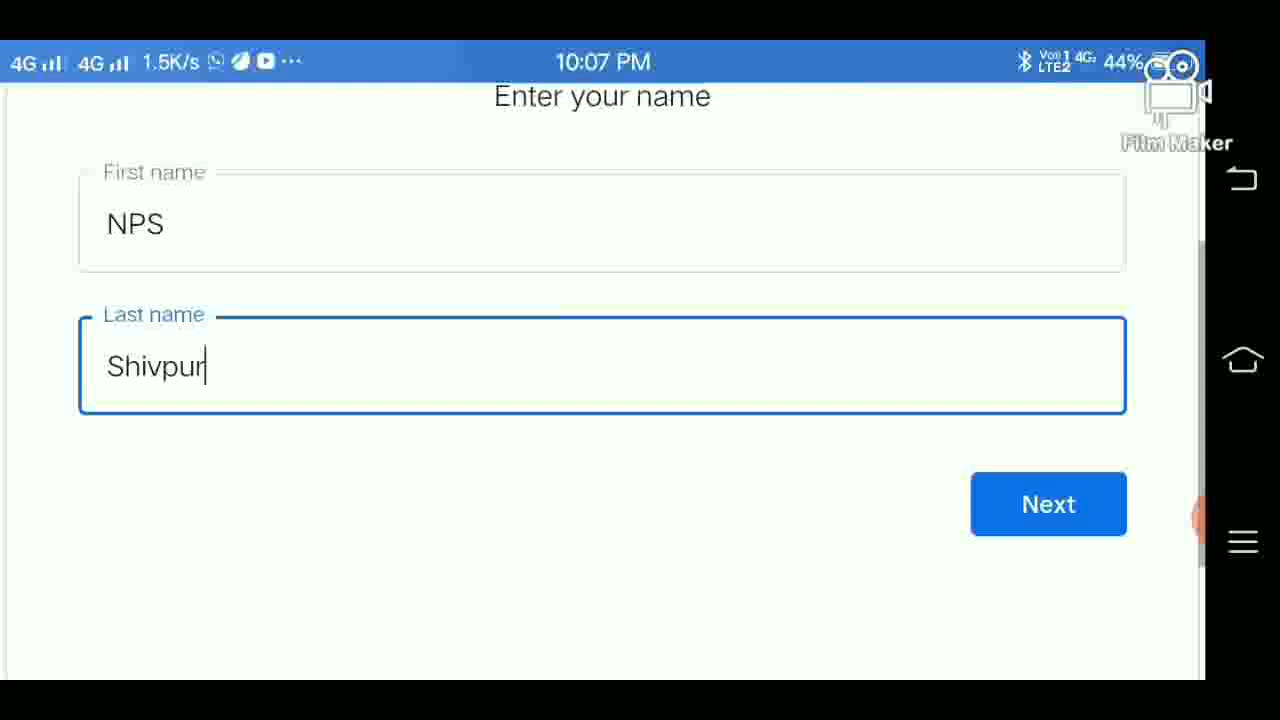 4G 4G 1.5K/s ... 10:07 PM 4G 44%
Film Maker
Enter your name
First name
NPS
Last name
Shivpur
Next